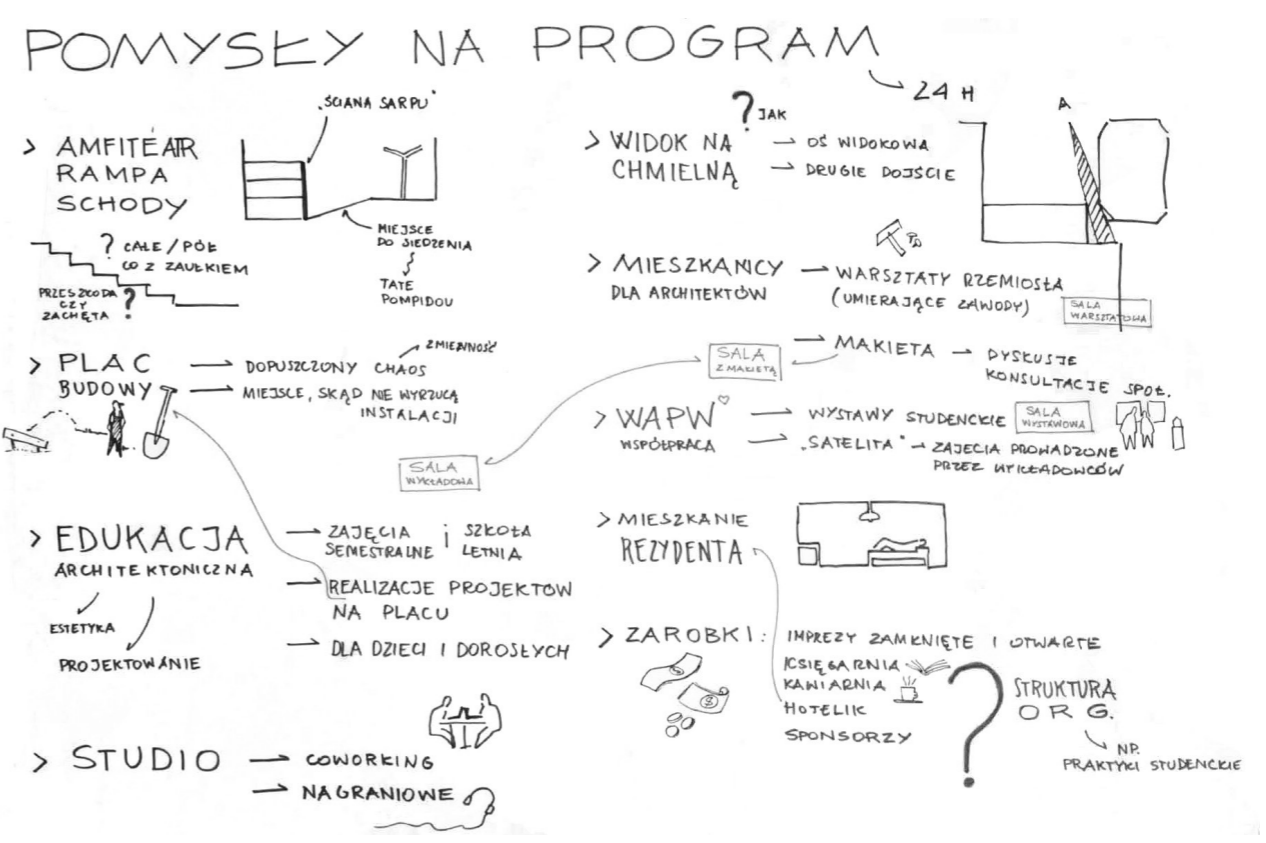 POMYSŁY NA PROGRAM
24 H
"ŚCIANA SARPU"
> AMFITEATR
RAMPA
SCHODY
MIEJSCE
DO SIEDZENIA
TATE
POMPIDOU
? CAŁE / PÓŁ
CO Z ZAUŁKIEM
PRZESZKODA
CZY
ZACHĘTA ?
> PLAC
BUDOWY
→ DOPUSZCZONY CHAOS
ZMIENNOŚĆ
→ MIEJSCE, SKĄD NIE WYRZUCĄ
INSTALACJI
SALA
WYKŁADOWA
> EDUKACJA
ARCHITEKTONICZNA
ESTETYKA
PROJEKTOWANIE
→ ZAJĘCIA I SZKOŁA
SEMESTRALNE LETNIA
→ REALIZACJE PROJEKTÓW
NA PLACU
→ DLA DZIECI I DOROSŁYCH
> STUDIO → COWORKING
→ NAGRANIOWE
? JAK
> WIDOK NA → OŚ WIDOKOWA
CHMIELNĄ → DRUGIE DOJŚCIE
A
> MIESZKAŃCY → WARSZTATY RZEMIOSŁA
DLA ARCHITEKTÓW (UMIERAJĄCE ZAWODY)
SALA
WARSZTATOWA
SALA
Z MAKIETĄ
→ MAKIETA → DYSKUSJE
KONSULTACJE SPOŁ.
> WAPW ♡ → WYSTAWY STUDENCKIE
WSPÓŁPRACA → "SATELITA" → ZAJĘCIA PROWADZONE
PRZEZ WYKŁADOWCÓW
SALA
WYSTAWOWA
> MIESZKANIE
REZYDENTA
> ZAROBKI: IMPREZY ZAMKNIĘTE I OTWARTE
KSIĘGARNIA
KAWIARNIA
HOTELIK
SPONSORZY
$
? STRUKTURA
ORG.
NP.
PRAKTYKI STUDENCKIE